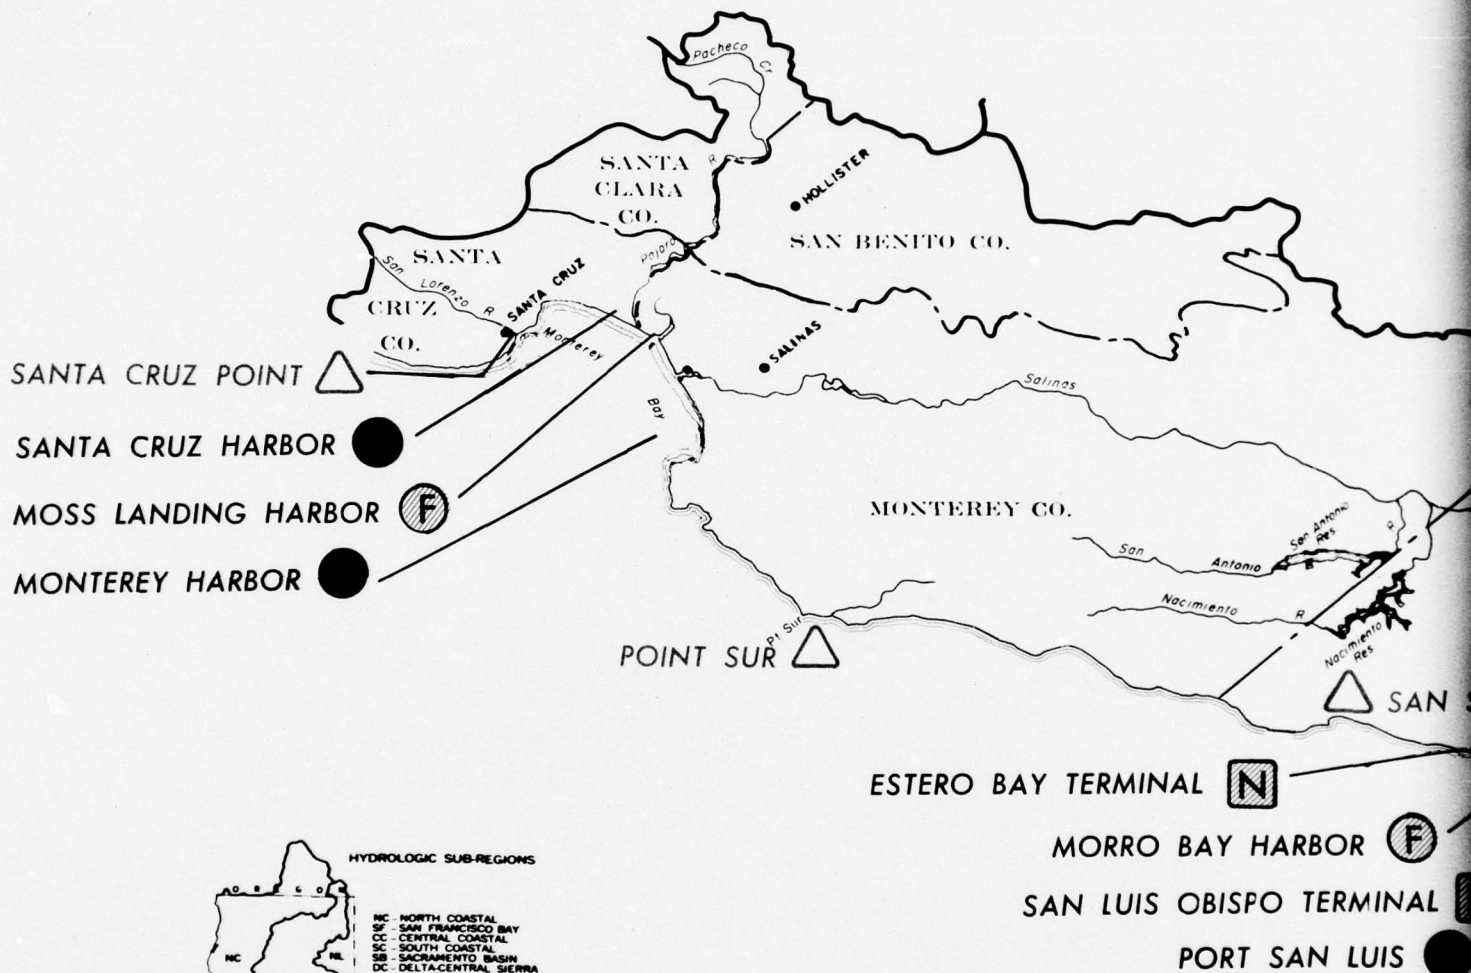 Pacheco
Cr
SANTA
CLARA
CO.
R
HOLLISTER
SAN BENITO CO.
SANTA
CRUZ
CO.
San Lorenzo R
SANTA CRUZ
Pajaro
Monterey
Bay
SALINAS
Salinas
R
SANTA CRUZ POINT
SANTA CRUZ HARBOR
MOSS LANDING HARBOR F
MONTEREY HARBOR
MONTEREY CO.
San Antonio
San Antonio
Res
Nacimiento R
Nacimiento
Res
Pt Sur
POINT SUR
SAN
ESTERO BAY TERMINAL N
MORRO BAY HARBOR F
SAN LUIS OBISPO TERMINAL
PORT SAN LUIS
HYDROLOGIC SUB-REGIONS
NC - NORTH COASTAL
SF - SAN FRANCISCO BAY
CC - CENTRAL COASTAL
SC - SOUTH COASTAL
SB - SACRAMENTO BASIN
DC - DELTA-CENTRAL SIERRA
NC
NL